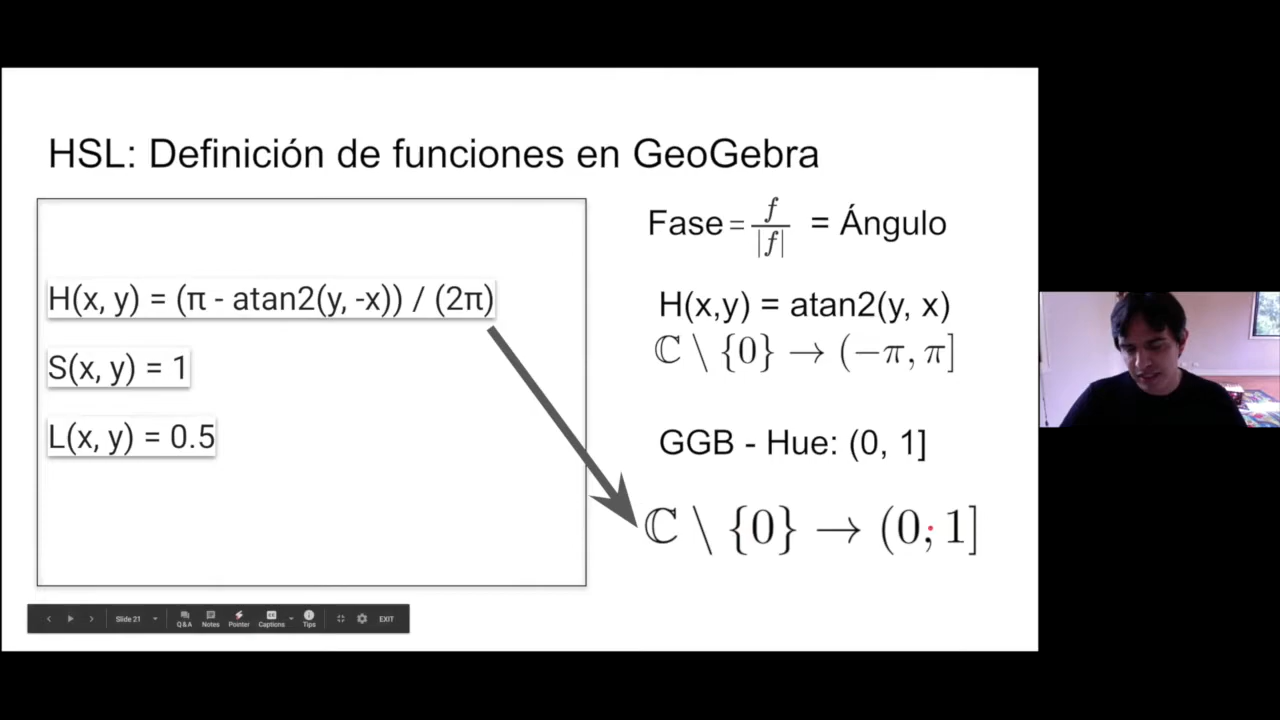 HSL: Definición de funciones en GeoGebra
H(x, y) = (π - atan2(y, -x)) / (2π)
S(x, y) = 1
L(x, y) = 0.5
Fase = f/|f| = Ángulo
H(x,y) = atan2(y, x)
ℂ \ {0} → (−π, π]
GGB - Hue: (0, 1]
ℂ \ {0} → (0, 1]
Slide 21
Q&A Notes Pointer Captions Tips EXIT